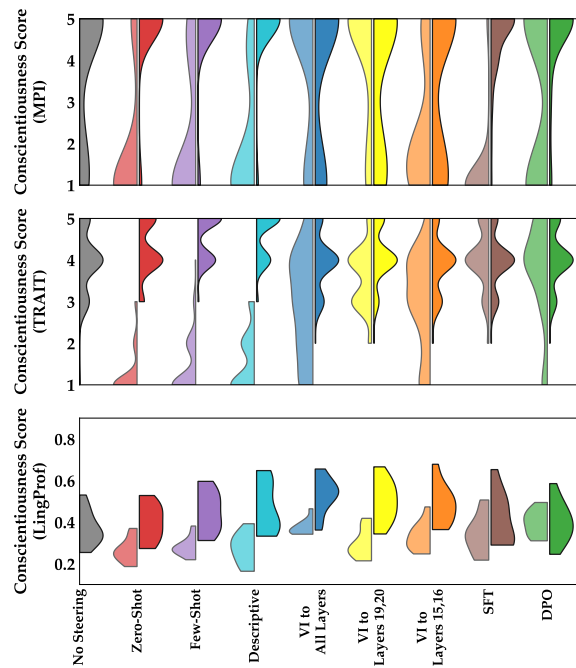 Conscientiousness Score
(MPI)
5
4
3
2
1
Conscientiousness Score
(TRAIT)
5
4
3
2
1
Conscientiousness Score
(LingProf)
0.8
0.6
0.4
0.2
No Steering
Zero-Shot
Few-Shot
Descriptive
VI to
All Layers
VI to
Layers 19,20
VI to
Layers 15,16
SFT
DPO